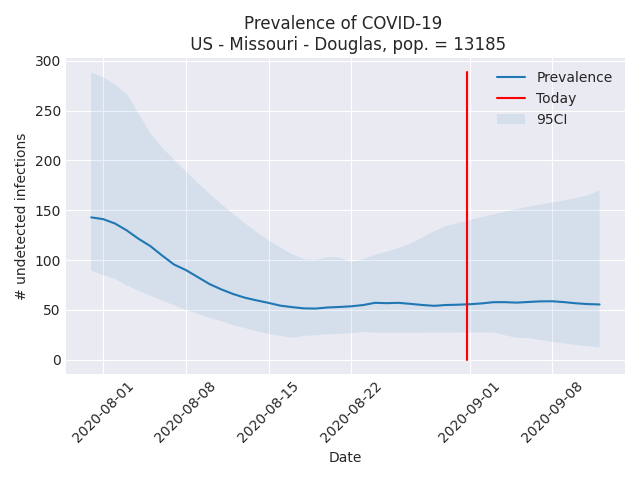 Prevalence of COVID-19
US - Missouri - Douglas, pop. = 13185
300
250
200
150
100
50
0
# undetected infections
Prevalence
Today
95CI
2020-08-01
2020-08-08
2020-08-15
2020-08-22
2020-09-01
2020-09-08
Date